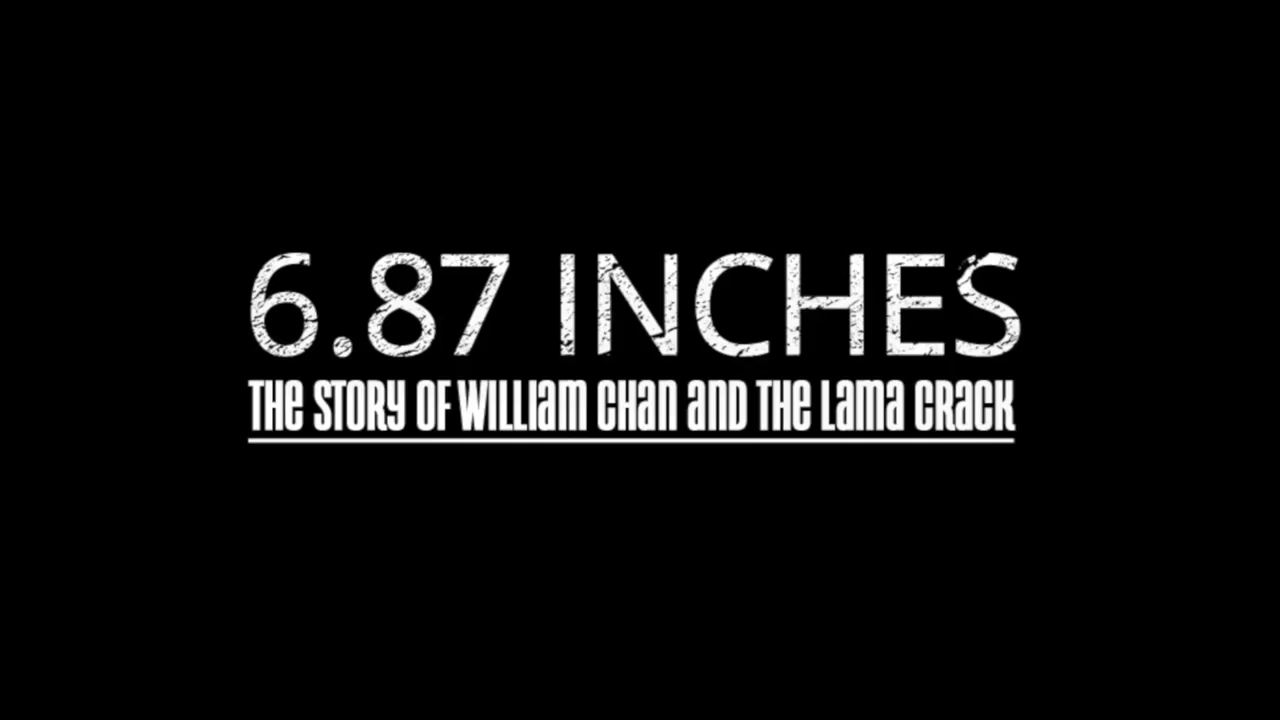 6.87 INCHES
THE STORY OF WILLIAM CHAN AND THE LAMA CRACK